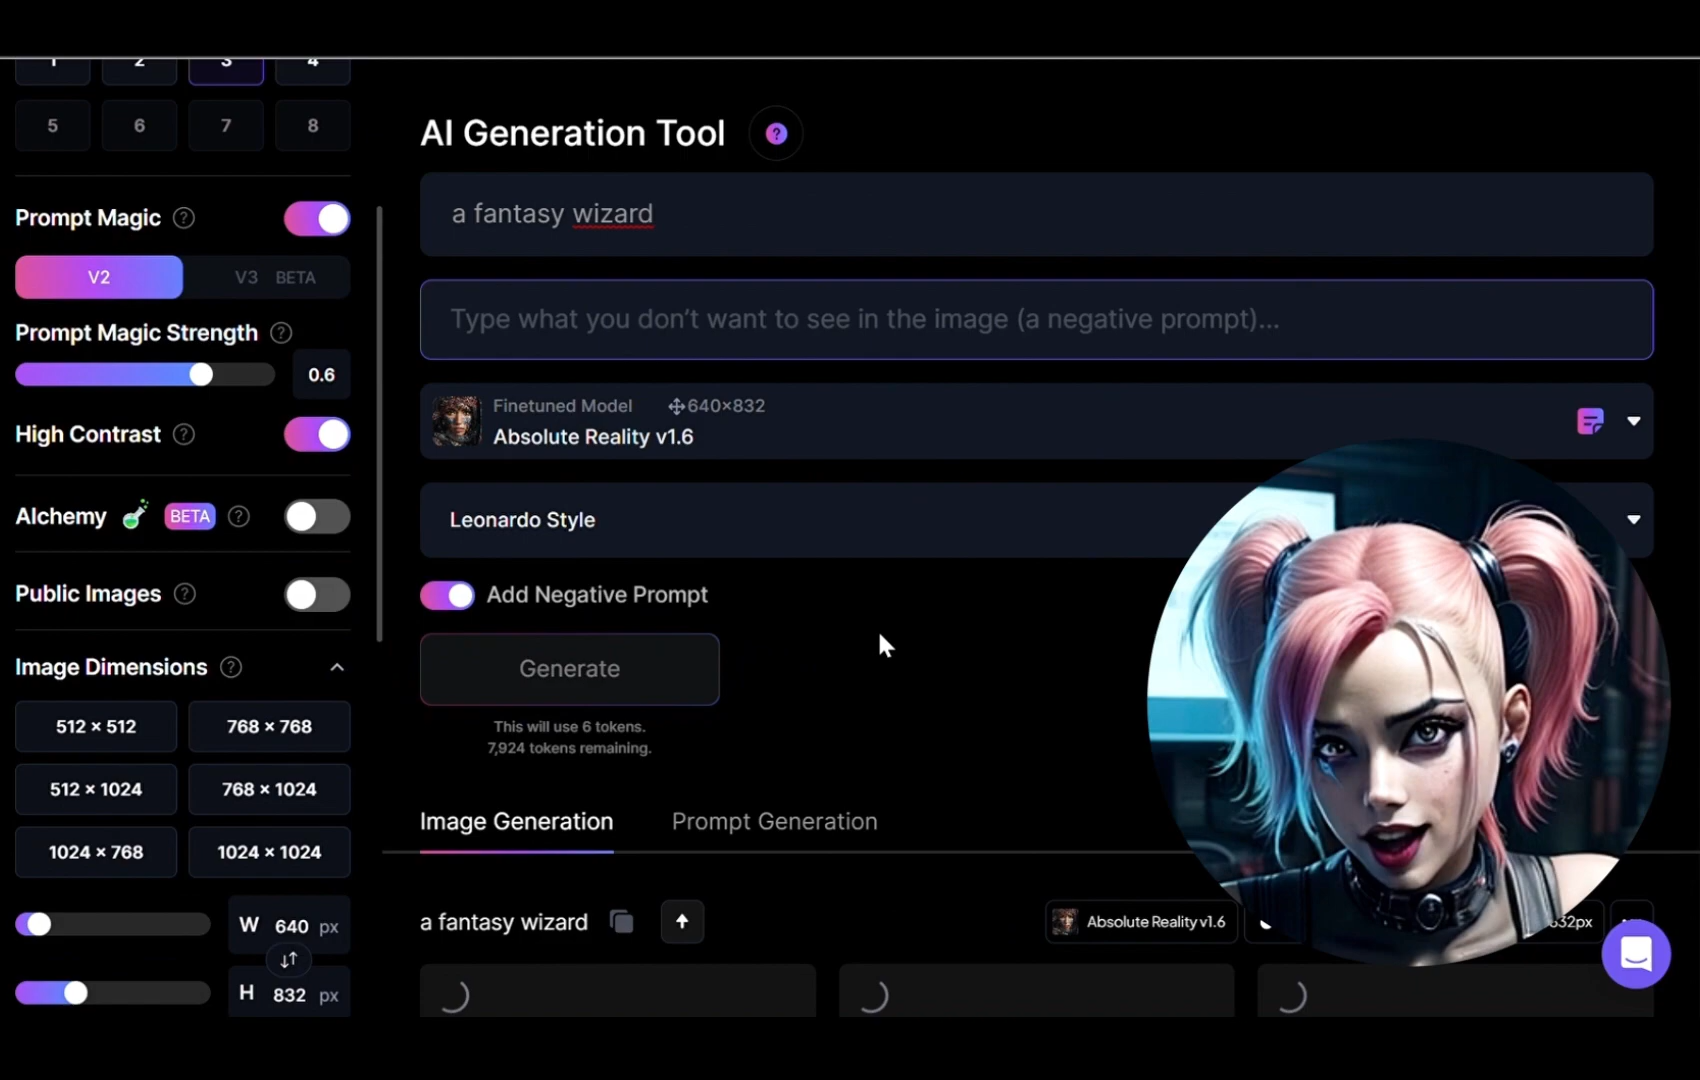 1 2 3 4
5 6 7 8
Prompt Magic ?
V2 V3 BETA
Prompt Magic Strength ?
0.6
High Contrast ?
Alchemy BETA ?
Public Images ?
Image Dimensions ?
512 × 512 768 × 768
512 × 1024 768 × 1024
1024 × 768 1024 × 1024
W 640 px
H 832 px
AI Generation Tool ?
a fantasy wizard
Type what you don't want to see in the image (a negative prompt)...
Finetuned Model 640×832
Absolute Reality v1.6
Leonardo Style
Add Negative Prompt
Generate
This will use 6 tokens.
7,924 tokens remaining.
Image Generation Prompt Generation
a fantasy wizard Absolute Reality v1.6